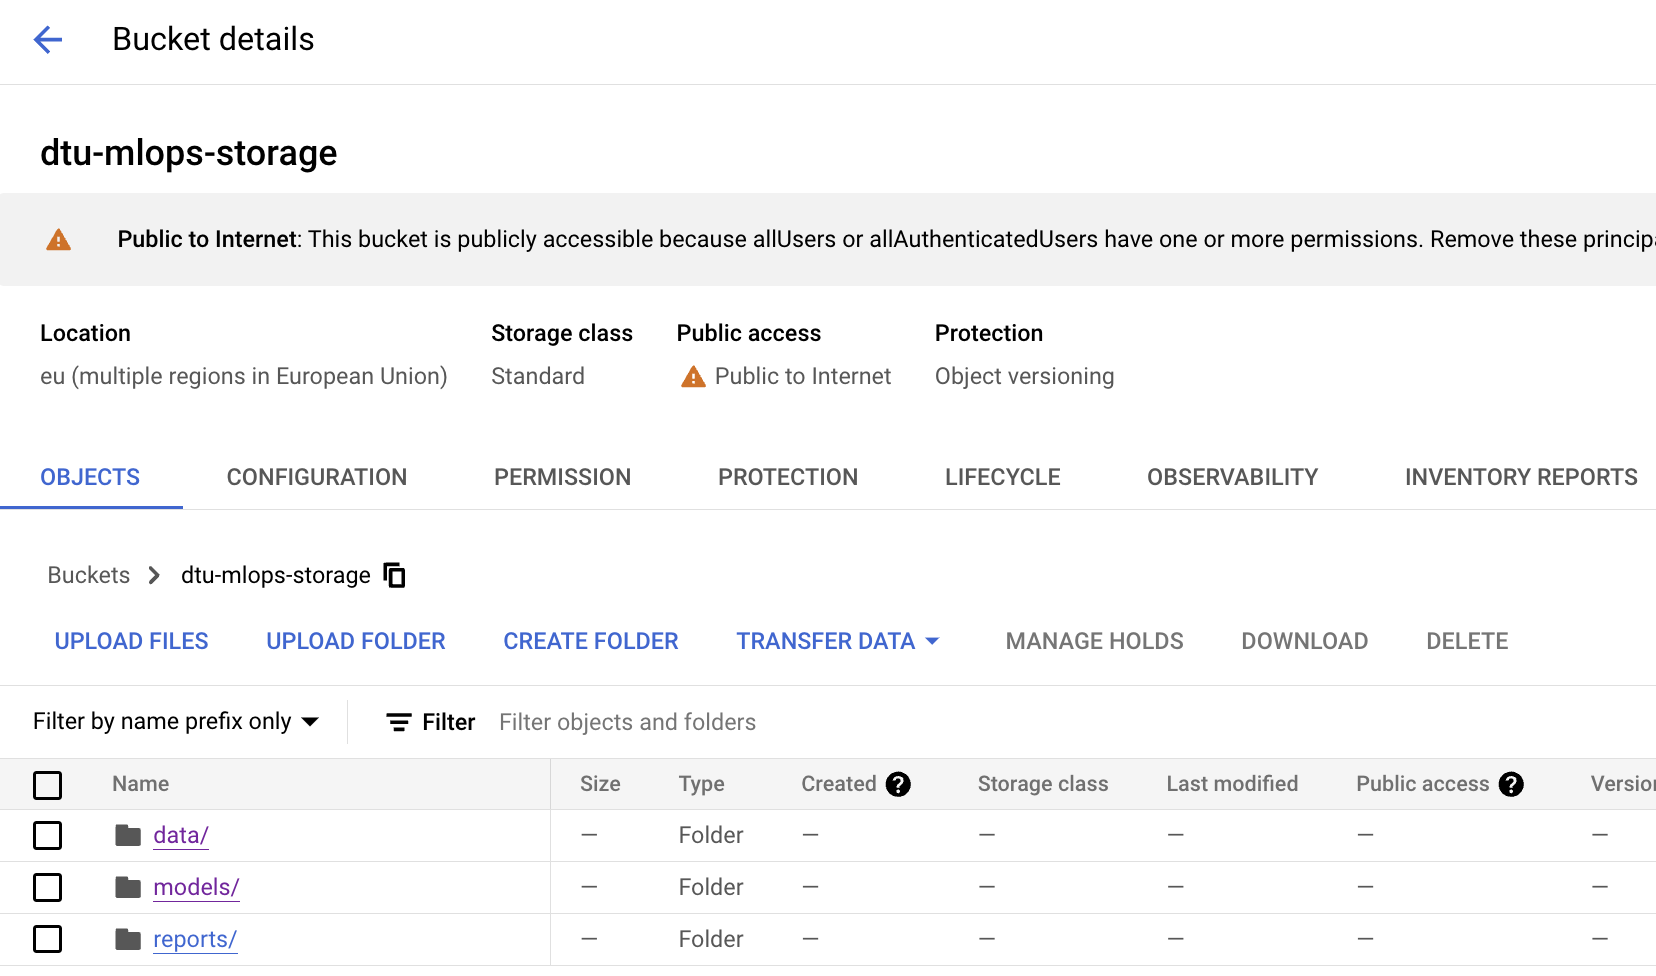 Bucket details
dtu-mlops-storage
Public to Internet: This bucket is publicly accessible because allUsers or allAuthenticatedUsers have one or more permissions. Remove these princip
Location Storage class Public access Protection
eu (multiple regions in European Union) Standard Public to Internet Object versioning
OBJECTS CONFIGURATION PERMISSION PROTECTION LIFECYCLE OBSERVABILITY INVENTORY REPORTS
Buckets dtu-mlops-storage
UPLOAD FILES UPLOAD FOLDER CREATE FOLDER TRANSFER DATA MANAGE HOLDS DOWNLOAD DELETE
Filter by name prefix only Filter Filter objects and folders
Name Size Type Created ? Storage class Last modified Public access ? Version
data/ — Folder — — — — —
models/ — Folder — — — — —
reports/ — Folder — — — — —